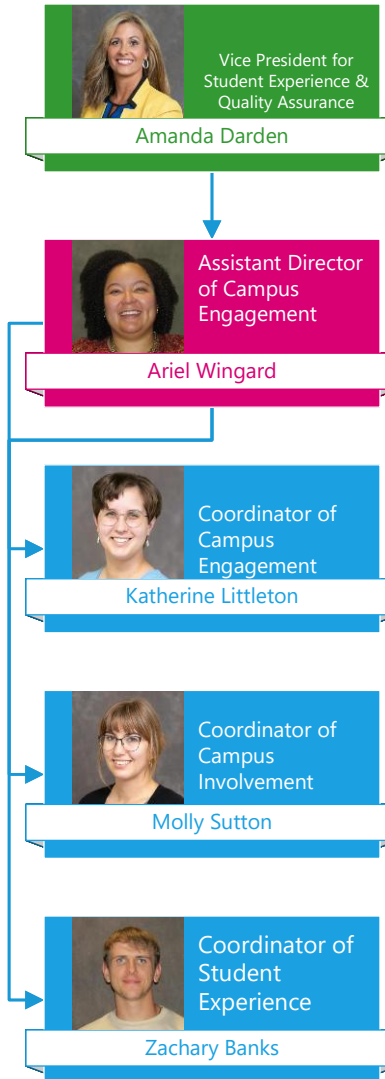 Vice President for
Student Experience &
Quality Assurance
Amanda Darden
Assistant Director
of Campus
Engagement
Ariel Wingard
Coordinator of
Campus
Engagement
Katherine Littleton
Coordinator of
Campus
Involvement
Molly Sutton
Coordinator of
Student
Experience
Zachary Banks